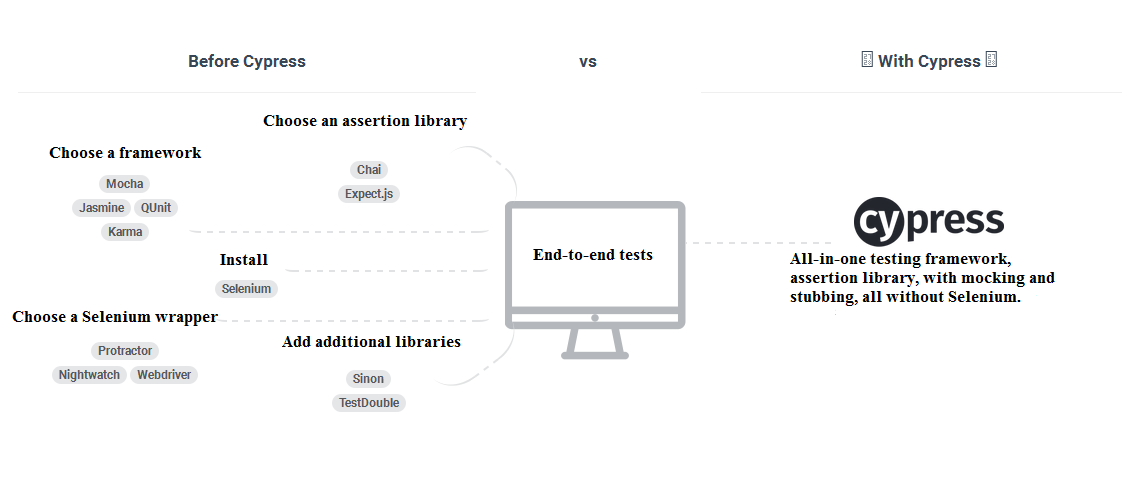 Before Cypress
vs
With Cypress
Choose an assertion library
Chai
Expect.js
Choose a framework
Mocha
Jasmine QUnit
Karma
Install
Selenium
Choose a Selenium wrapper
Protractor
Nightwatch Webdriver
Add additional libraries
Sinon
TestDouble
End-to-end tests
cypress
All-in-one testing framework,
assertion library, with mocking and
stubbing, all without Selenium.